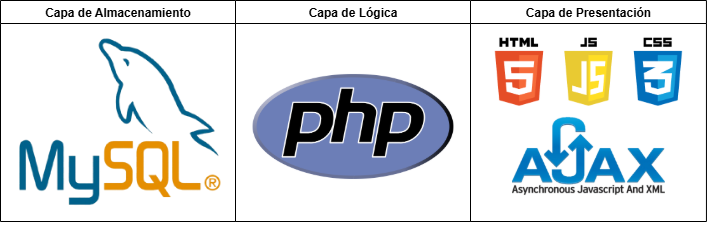 Capa de Almacenamiento
Capa de Lógica
Capa de Presentación
MySQL®
php
HTML
JS
CSS
5
JS
3
AJAX
Asynchronous Javascript And XML